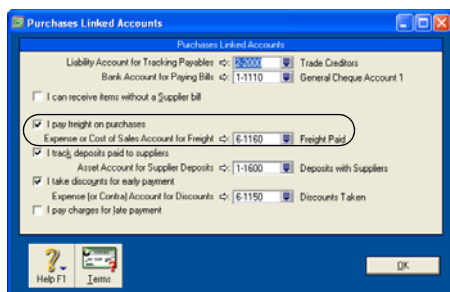 Purchases Linked Accounts
Purchases Linked Accounts
Liability Account for Tracking Payables 2-2000 Trade Creditors
Bank Account for Paying Bills 1-1110 General Cheque Account 1
I can receive items without a Supplier bill
I pay freight on purchases
Expense or Cost of Sales Account for Freight 6-1160 Freight Paid
I track deposits paid to suppliers
Asset Account for Supplier Deposits 1-1600 Deposits with Suppliers
I take discounts for early payment
Expense (or Contra) Account for Discounts 6-1150 Discounts Taken
I pay charges for late payment
Help F1 Terms OK